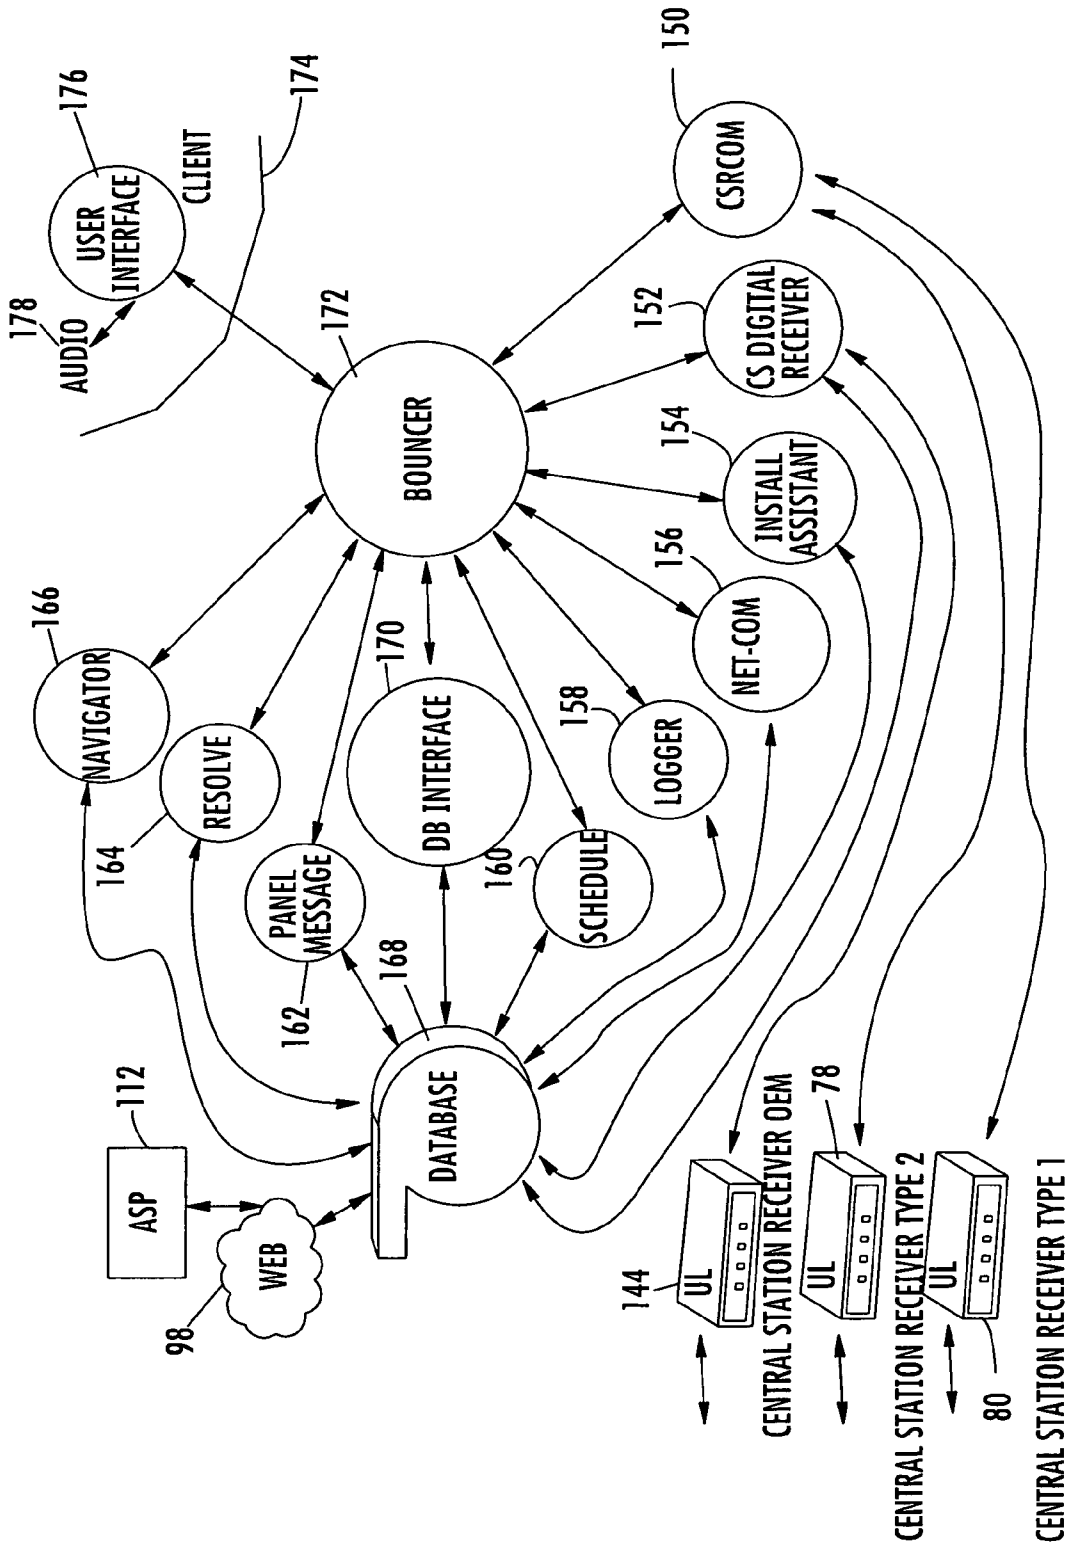 112
ASP
98
WEB
166
NAVIGATOR
164
RESOLVE
162
PANEL
MESSAGE
168
DATABASE
170
DB INTERFACE
160
SCHEDULE
158
LOGGER
156
NET-COM
154
INSTALL
ASSISTANT
152
CS DIGITAL
RECEIVER
150
CSRCOM
172
BOUNCER
178
AUDIO
176
USER
INTERFACE
CLIENT
174
144
UL
CENTRAL STATION RECEIVER OEM
78
UL
CENTRAL STATION RECEIVER TYPE 2
UL
80
CENTRAL STATION RECEIVER TYPE 1